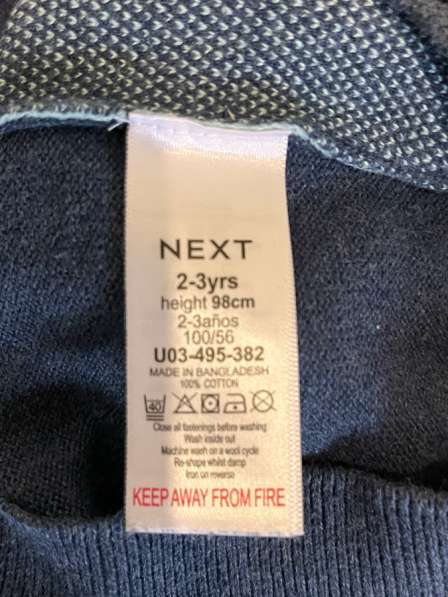 NEXT
2-3yrs
height 98cm
2-3años
100/56
U03-495-382
MADE IN BANGLADESH
100% COTTON
40
Close all fastenings before washing
Wash inside out
Machine wash on a wool cycle
Re-shape whilst damp
Iron on reverse
KEEP AWAY FROM FIRE